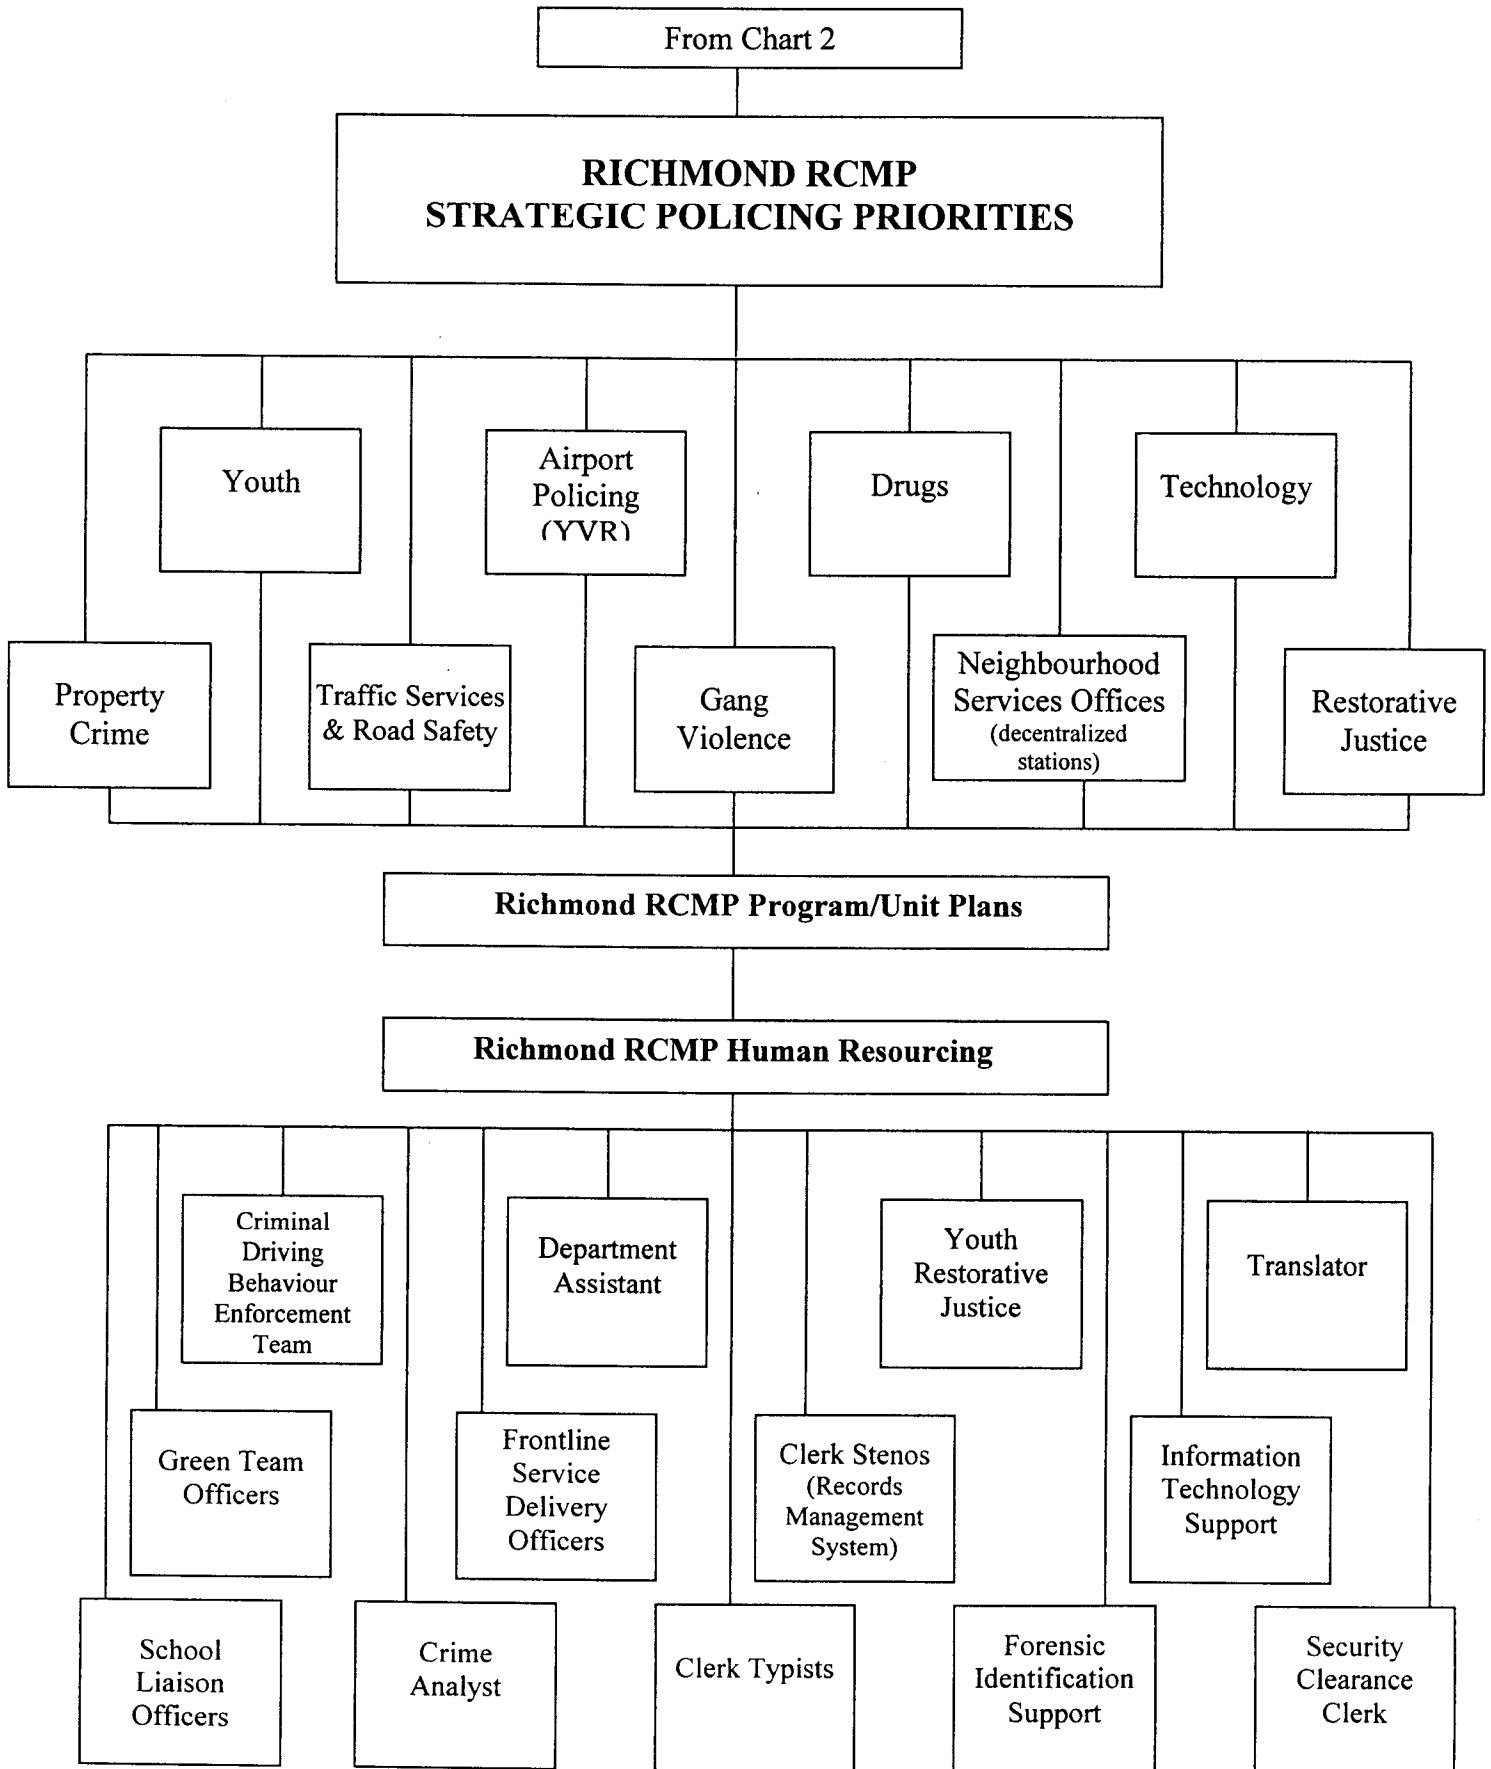 From Chart 2
RICHMOND RCMP
STRATEGIC POLICING PRIORITIES
Youth
Airport
Policing
(YVR)
Drugs
Technology
Property
Crime
Traffic Services
& Road Safety
Gang
Violence
Neighbourhood
Services Offices
(decentralized
stations)
Restorative
Justice
Richmond RCMP Program/Unit Plans
Richmond RCMP Human Resourcing
Criminal
Driving
Behaviour
Enforcement
Team
Department
Assistant
Youth
Restorative
Justice
Translator
Green Team
Officers
Frontline
Service
Delivery
Officers
Clerk Stenos
(Records
Management
System)
Information
Technology
Support
School
Liaison
Officers
Crime
Analyst
Clerk Typists
Forensic
Identification
Support
Security
Clearance
Clerk